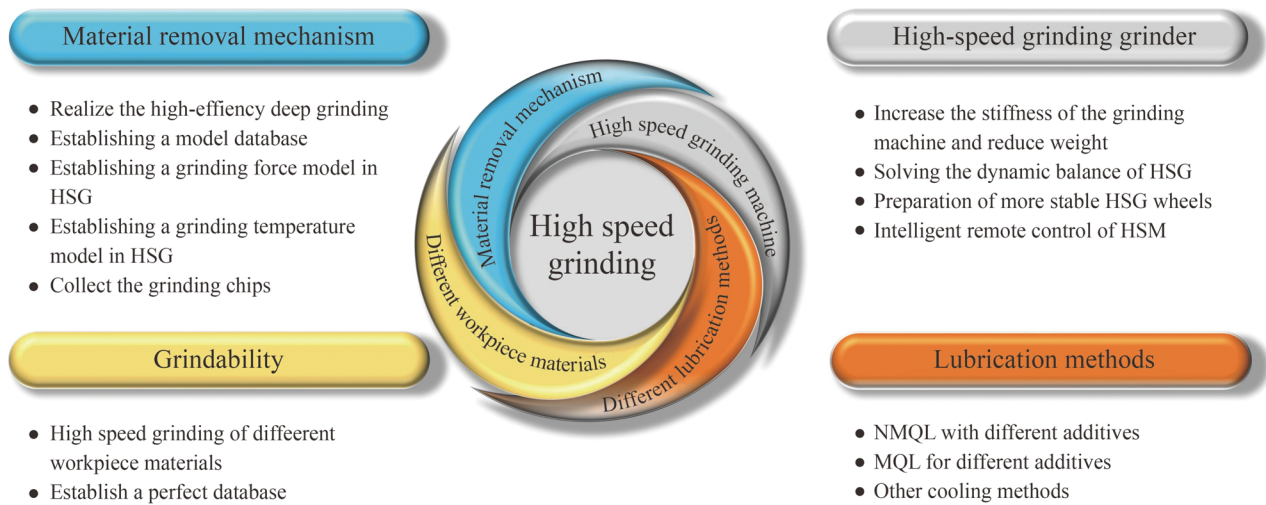 Material removal mechanism
● Realize the high-effiency deep grinding
● Establishing a model database
● Establishing a grinding force model in
HSG
● Establishing a grinding temperature
model in HSG
● Collect the grinding chips
Grindability
● High speed grinding of diffeerent
workpiece materials
● Establish a perfect database
Material removal mechanism
High speed grinding machine
Different workpiece materials
Different lubrication methods
High speed
grinding
High-speed grinding grinder
● Increase the stiffness of the grinding
machine and reduce weight
● Solving the dynamic balance of HSG
● Preparation of more stable HSG wheels
● Intelligent remote control of HSM
Lubrication methods
● NMQL with different additives
● MQL for different additives
● Other cooling methods